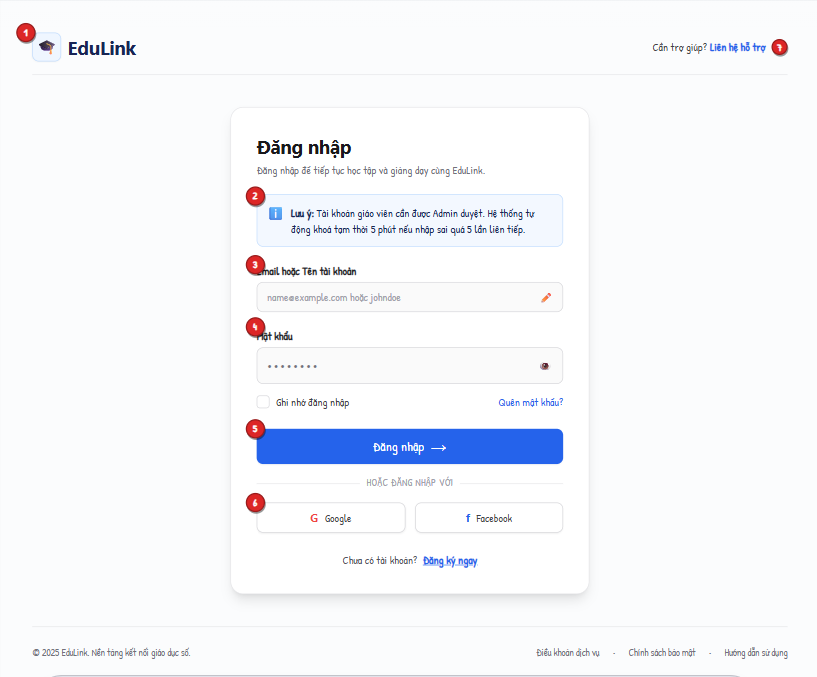 1
EduLink
Cần trợ giúp? Liên hệ hỗ trợ 7
Đăng nhập
Đăng nhập để tiếp tục học tập và giảng dạy cùng EduLink.
2
Lưu ý: Tài khoản giáo viên cần được Admin duyệt. Hệ thống tự
động khoá tạm thời 5 phút nếu nhập sai quá 5 lần liên tiếp.
3
Email hoặc Tên tài khoản
name@example.com hoặc johndoe
4
Mật khẩu
••••••••
Ghi nhớ đăng nhập Quên mật khẩu?
5
Đăng nhập →
HOẶC ĐĂNG NHẬP VỚI
6
G Google f Facebook
Chưa có tài khoản? Đăng ký ngay
© 2025 EduLink. Nền tảng kết nối giáo dục số. Điều khoản dịch vụ - Chính sách bảo mật - Hướng dẫn sử dụng